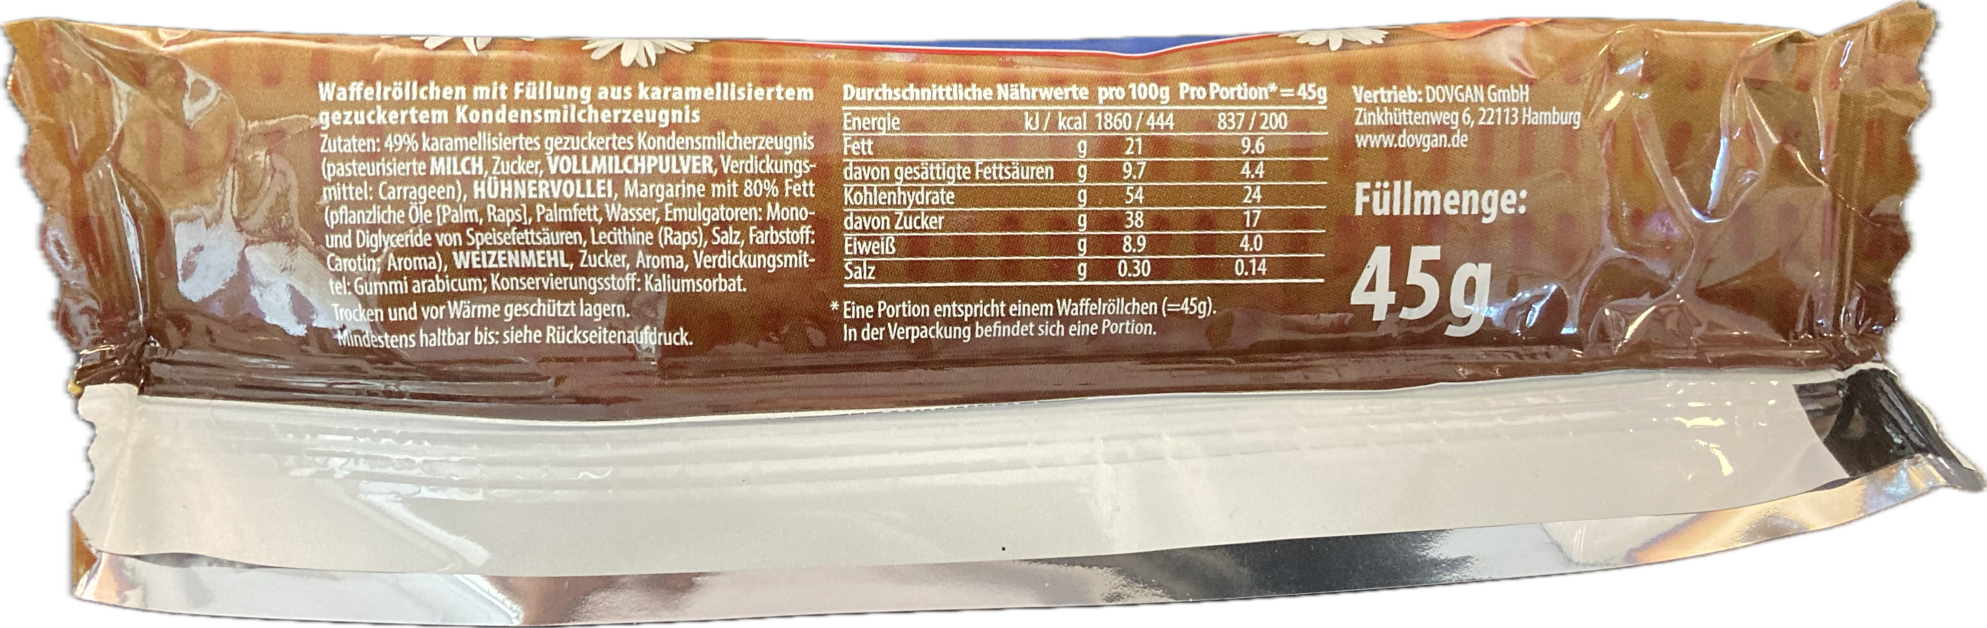 Waffelröllchen mit Füllung aus karamellisiertem
gezuckertem Kondensmilcherzeugnis
Zutaten: 49% karamellisiertes gezuckertes Kondensmilcherzeugnis
(pasteurisierte MILCH, Zucker, VOLLMILCHPULVER, Verdickungs-
mittel: Carrageen), HÜHNERVOLLEI, Margarine mit 80% Fett
(pflanzliche Öle [Palm, Raps], Palmfett, Wasser, Emulgatoren: Mono-
und Diglyceride von Speisefettsäuren, Lecithine (Raps), Salz, Farbstoff:
Carotin; Aroma), WEIZENMEHL, Zucker, Aroma, Verdickungsmit-
tel: Gummi arabicum; Konservierungsstoff: Kaliumsorbat.
Trocken und vor Wärme geschützt lagern.
Mindestens haltbar bis: siehe Rückseitenaufdruck.
Durchschnittliche Nährwerte pro 100g Pro Portion* = 45g
Energie kJ / kcal 1860 / 444 837 / 200
Fett g 21 9.6
davon gesättigte Fettsäuren g 9.7 4.4
Kohlenhydrate g 54 24
davon Zucker g 38 17
Eiweiß g 8.9 4.0
Salz g 0.30 0.14
* Eine Portion entspricht einem Waffelröllchen (=45g).
In der Verpackung befindet sich eine Portion.
Vertrieb: DOVGAN GmbH
Zinkhüttenweg 6, 22113 Hamburg
www.dovgan.de
Füllmenge:
45g